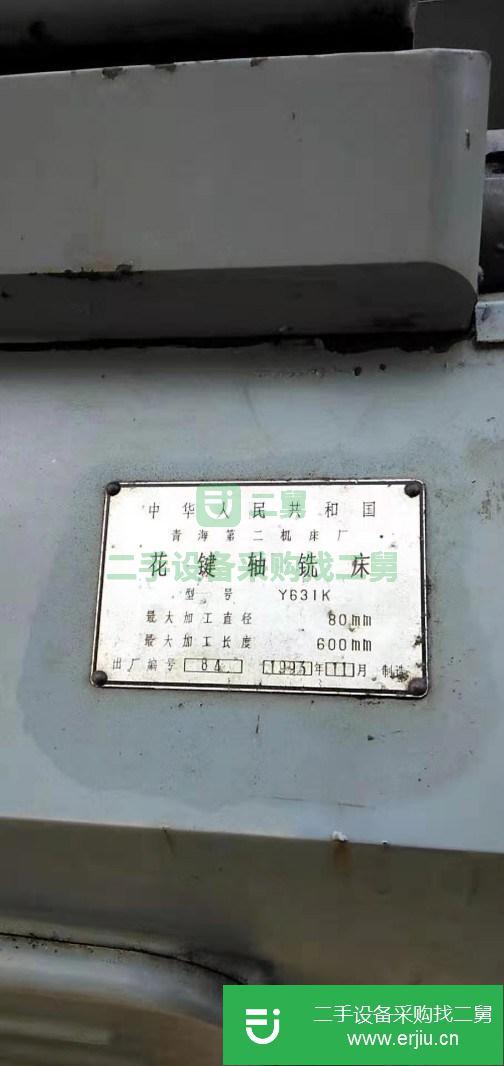 中华人民共和国
青海第二机床厂
花键轴铣床
型号 Y631K
最大加工直径 80mm
最大加工长度 600mm
出厂编号 84 1993年11月 制造
二舅
二手设备采购找二舅
二手设备采购找二舅
www.erjiu.cn